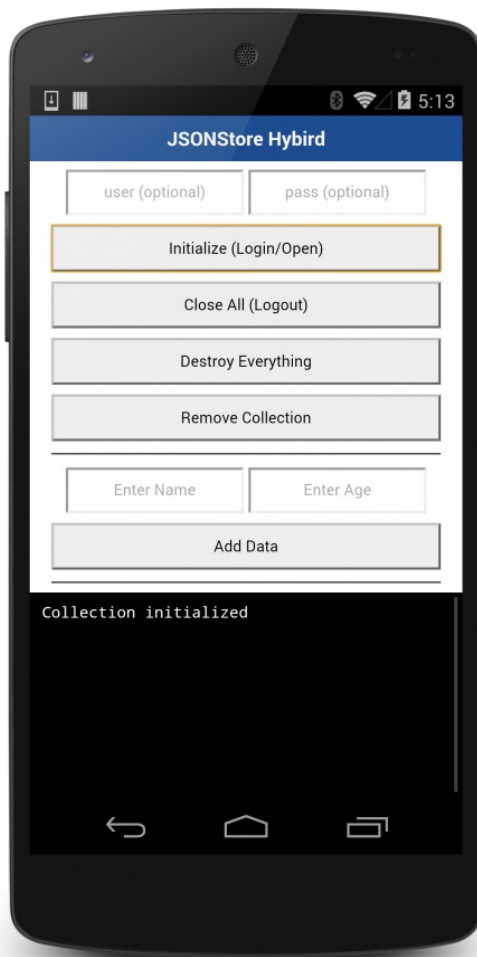 5:13
JSONStore Hybird
user (optional) pass (optional)
Initialize (Login/Open)
Close All (Logout)
Destroy Everything
Remove Collection
Enter Name Enter Age
Add Data
Collection initialized